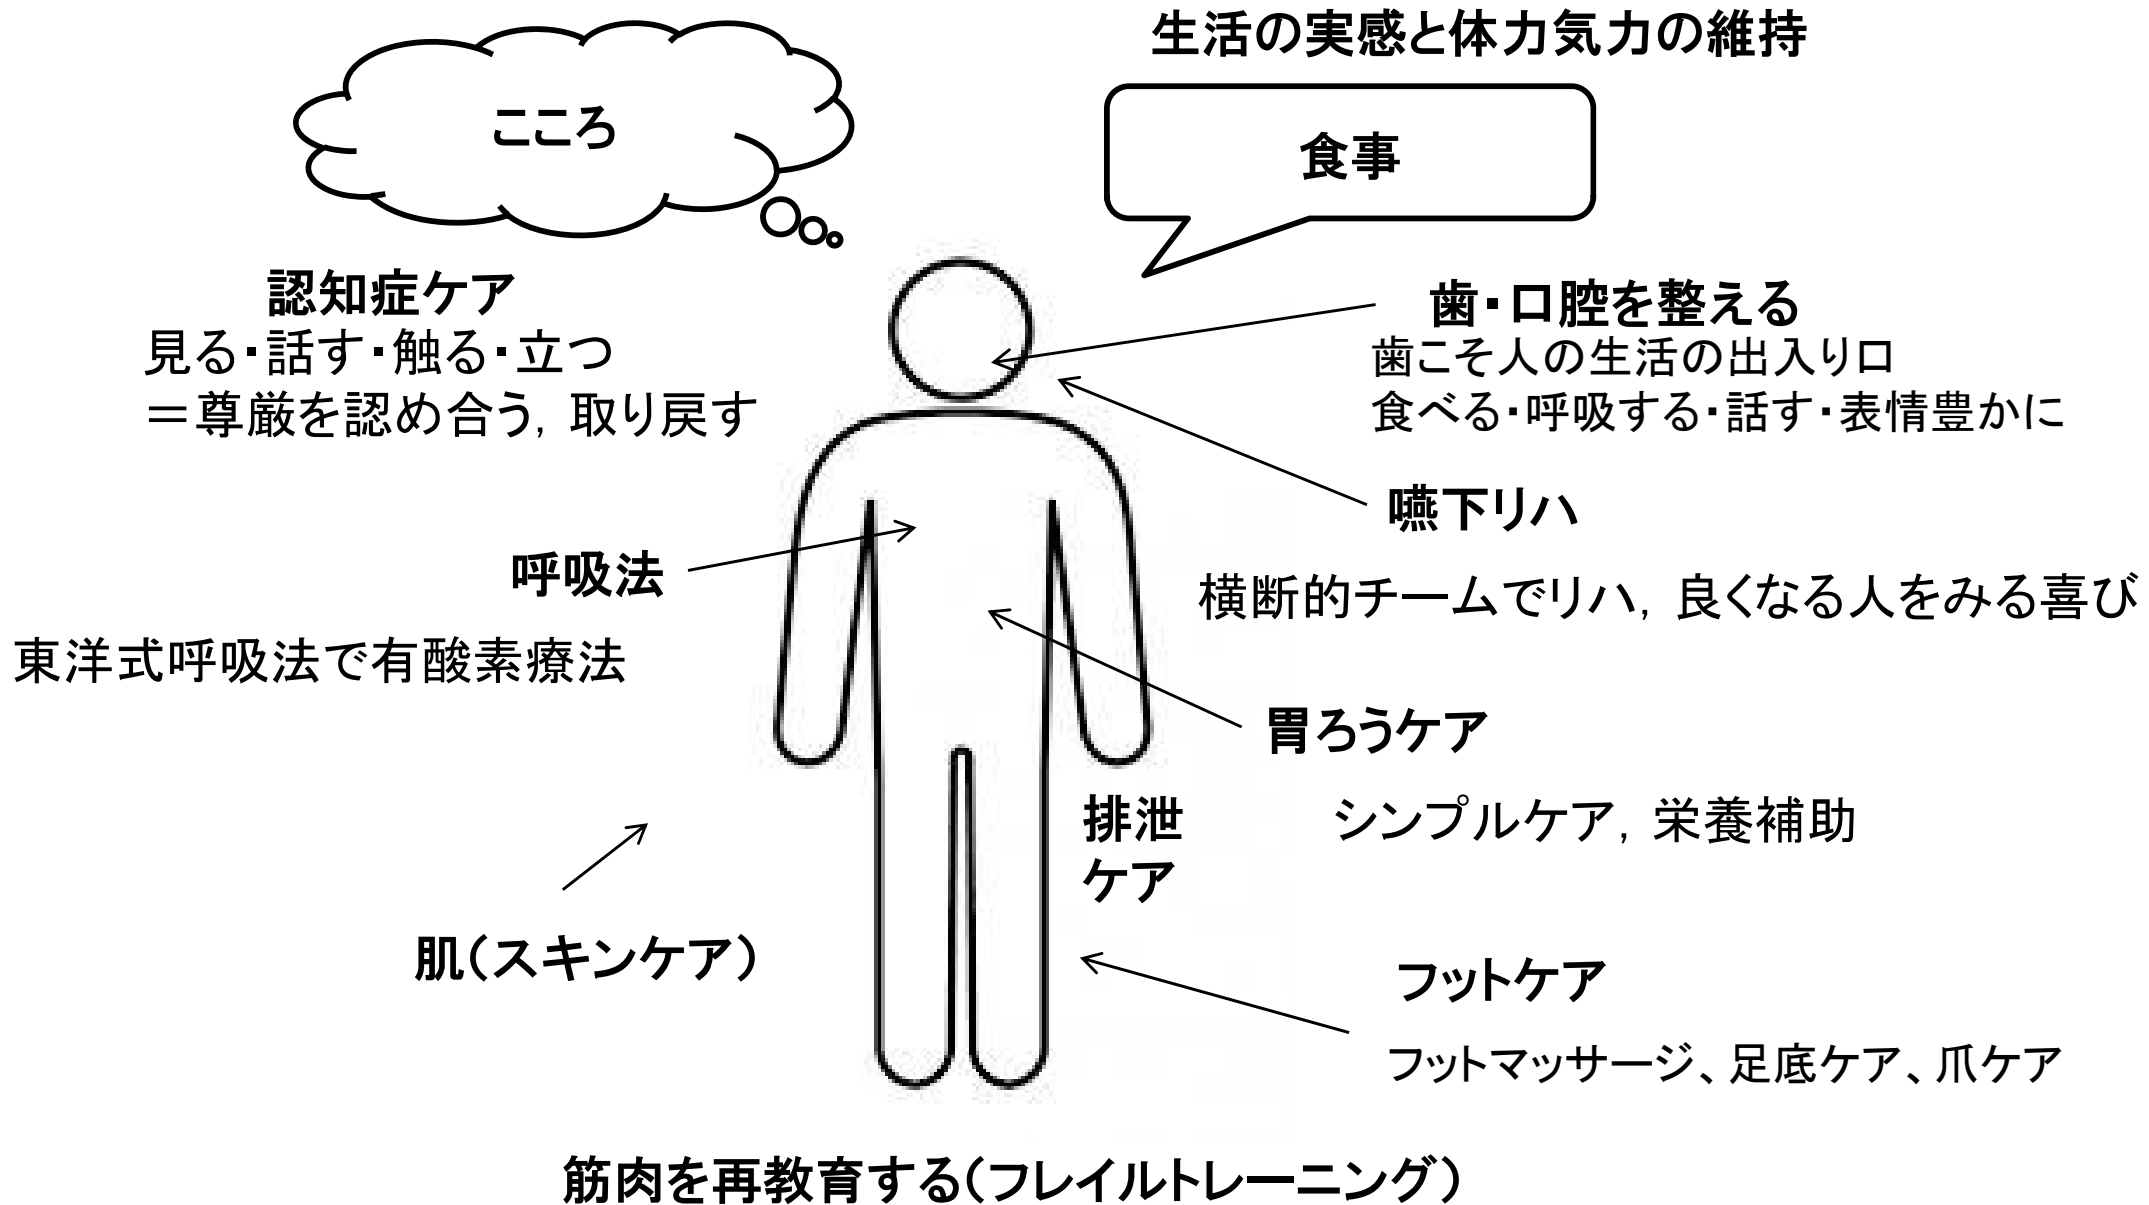 生活の実感と体力気力の維持
こころ
食事
認知症ケア
見る・話す・触る・立つ
＝尊厳を認め合う，取り戻す
歯・口腔を整える
歯こそ人の生活の出入り口
食べる・呼吸する・話す・表情豊かに
嚥下リハ
横断的チームでリハ，良くなる人をみる喜び
呼吸法
東洋式呼吸法で有酸素療法
胃ろうケア
シンプルケア，栄養補助
排泄
ケア
肌（スキンケア）
フットケア
フットマッサージ、足底ケア、爪ケア
筋肉を再教育する（フレイルトレーニング）